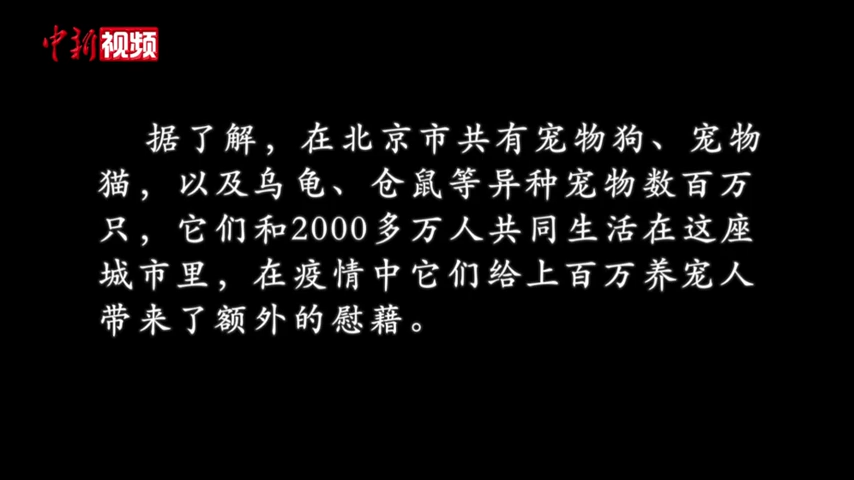 中新视频
据了解，在北京市共有宠物狗、宠物
猫，以及乌龟、仓鼠等异种宠物数百万
只，它们和2000多万人共同生活在这座
城市里，在疫情中它们给上百万养宠人
带来了额外的慰藉。